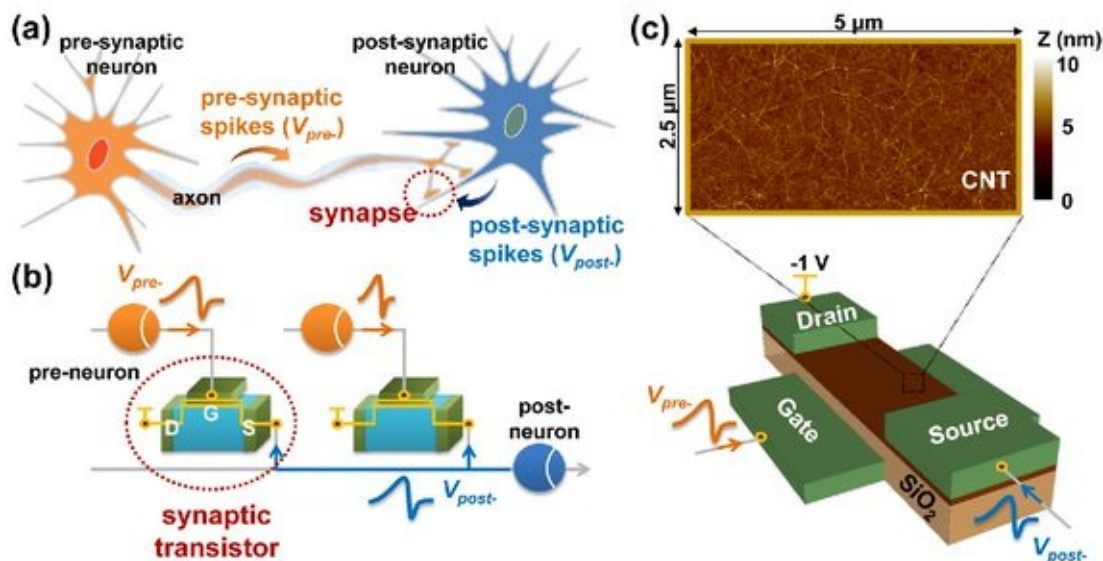 (a)
pre-synaptic
neuron
post-synaptic
neuron
pre-synaptic
spikes (Vpre-)
axon
synapse
post-synaptic
spikes (Vpost-)
(b)
Vpre-
pre-neuron
D
G
S
post-
neuron
Vpost-
synaptic
transistor
(c)
5 µm
2.5 µm
Z (nm)
10
5
0
CNT
-1 V
Drain
Vpre-
Gate
Source
SiO2
Vpost-